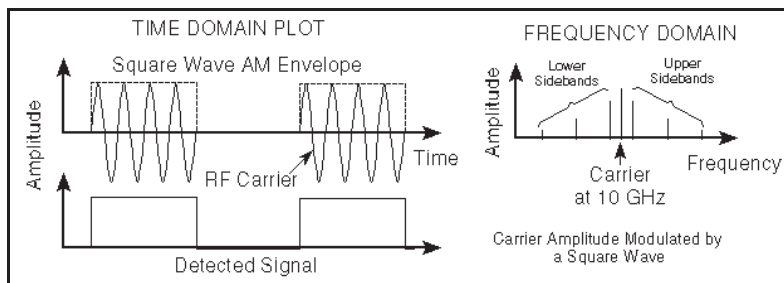 TIME DOMAIN PLOT
Square Wave AM Envelope
Amplitude
Time
RF Carrier
Amplitude
Detected Signal
FREQUENCY DOMAIN
Lower
Sidebands
Upper
Sidebands
Frequency
Carrier
at 10 GHz
Carrier Amplitude Modulated by
a Square Wave